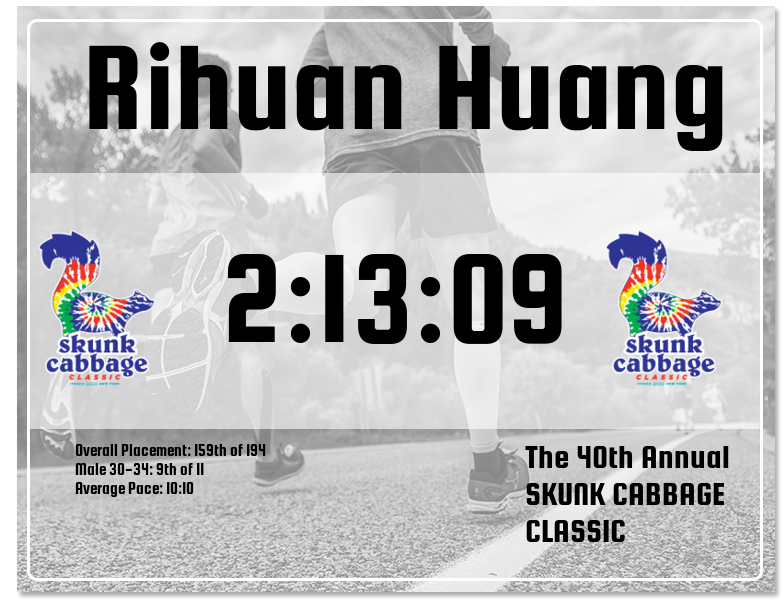 Rihuan Huang
2:13:09
skunk
cabbage
CLASSIC
skunk
cabbage
CLASSIC
Overall Placement: 159th of 194
Male 30-34: 9th of 11
Average Pace: 10:10
The 40th Annual
SKUNK CABBAGE
CLASSIC